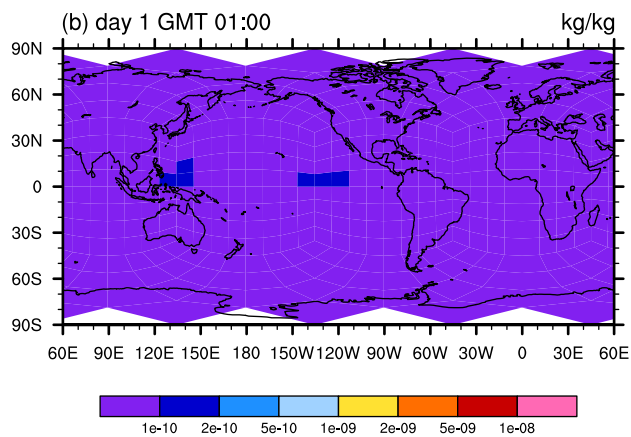 (b) day 1 GMT 01:00 kg/kg
90N
60N
30N
0
30S
60S
90S
60E 90E 120E 150E 180 150W 120W 90W 60W 30W 0 30E 60E
1e-10 2e-10 5e-10 1e-09 2e-09 5e-09 1e-08